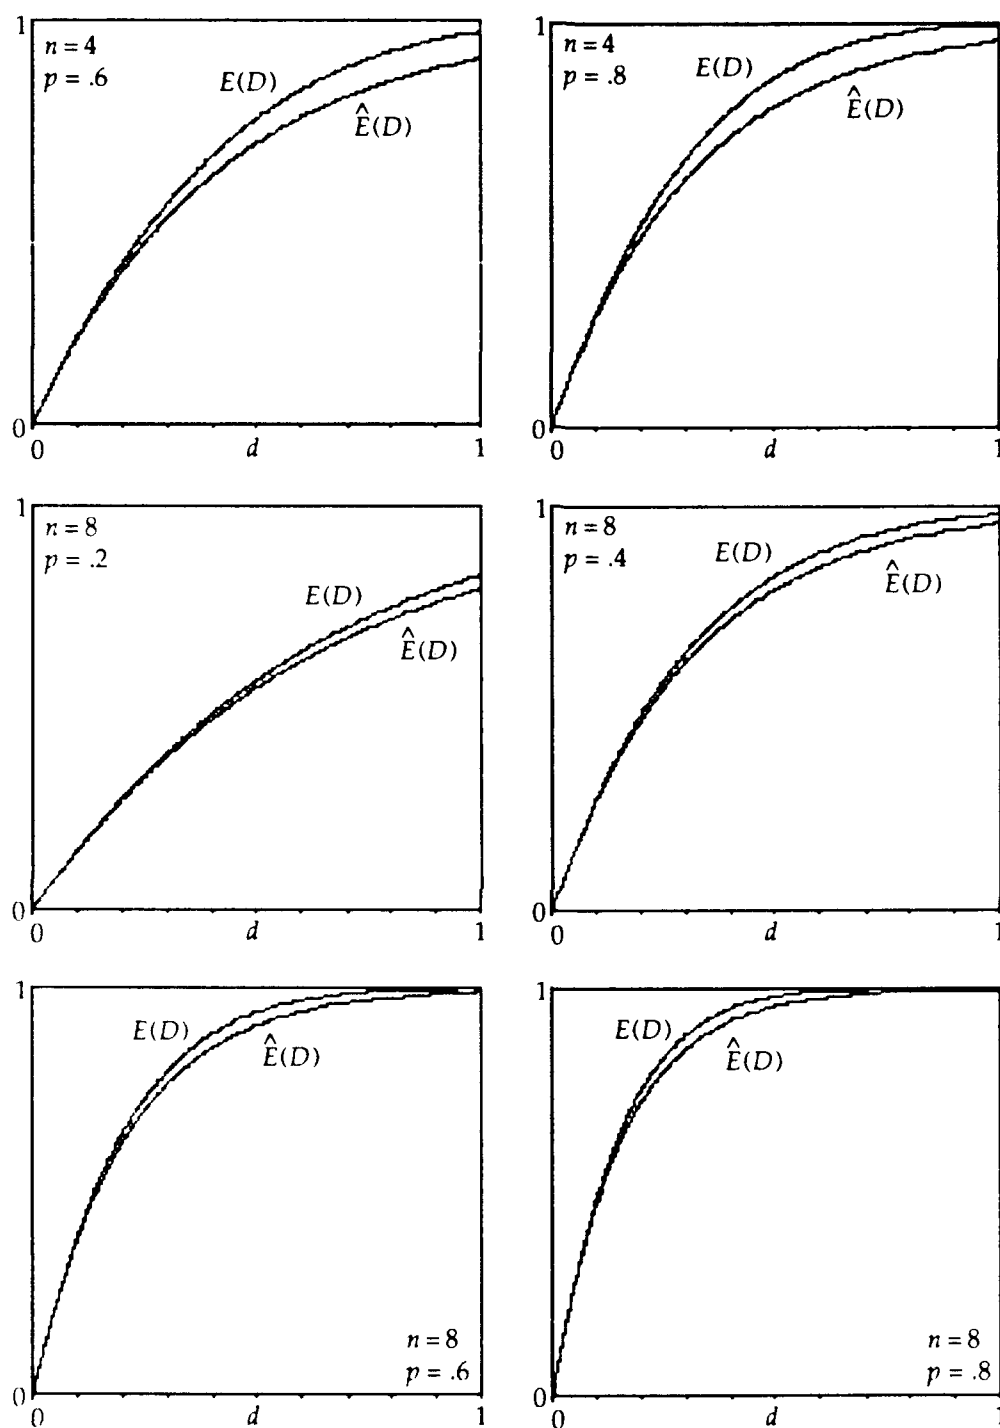 1
n = 4
p = .6
E(D)
Ê(D)
0
0
d
1
1
n = 4
p = .8
E(D)
Ê(D)
0
0
d
1
1
n = 8
p = .2
E(D)
Ê(D)
0
0
d
1
1
n = 8
p = .4
E(D)
Ê(D)
0
0
d
1
1
E(D)
Ê(D)
n = 8
p = .6
0
0
d
1
1
E(D)
Ê(D)
n = 8
p = .8
0
0
d
1